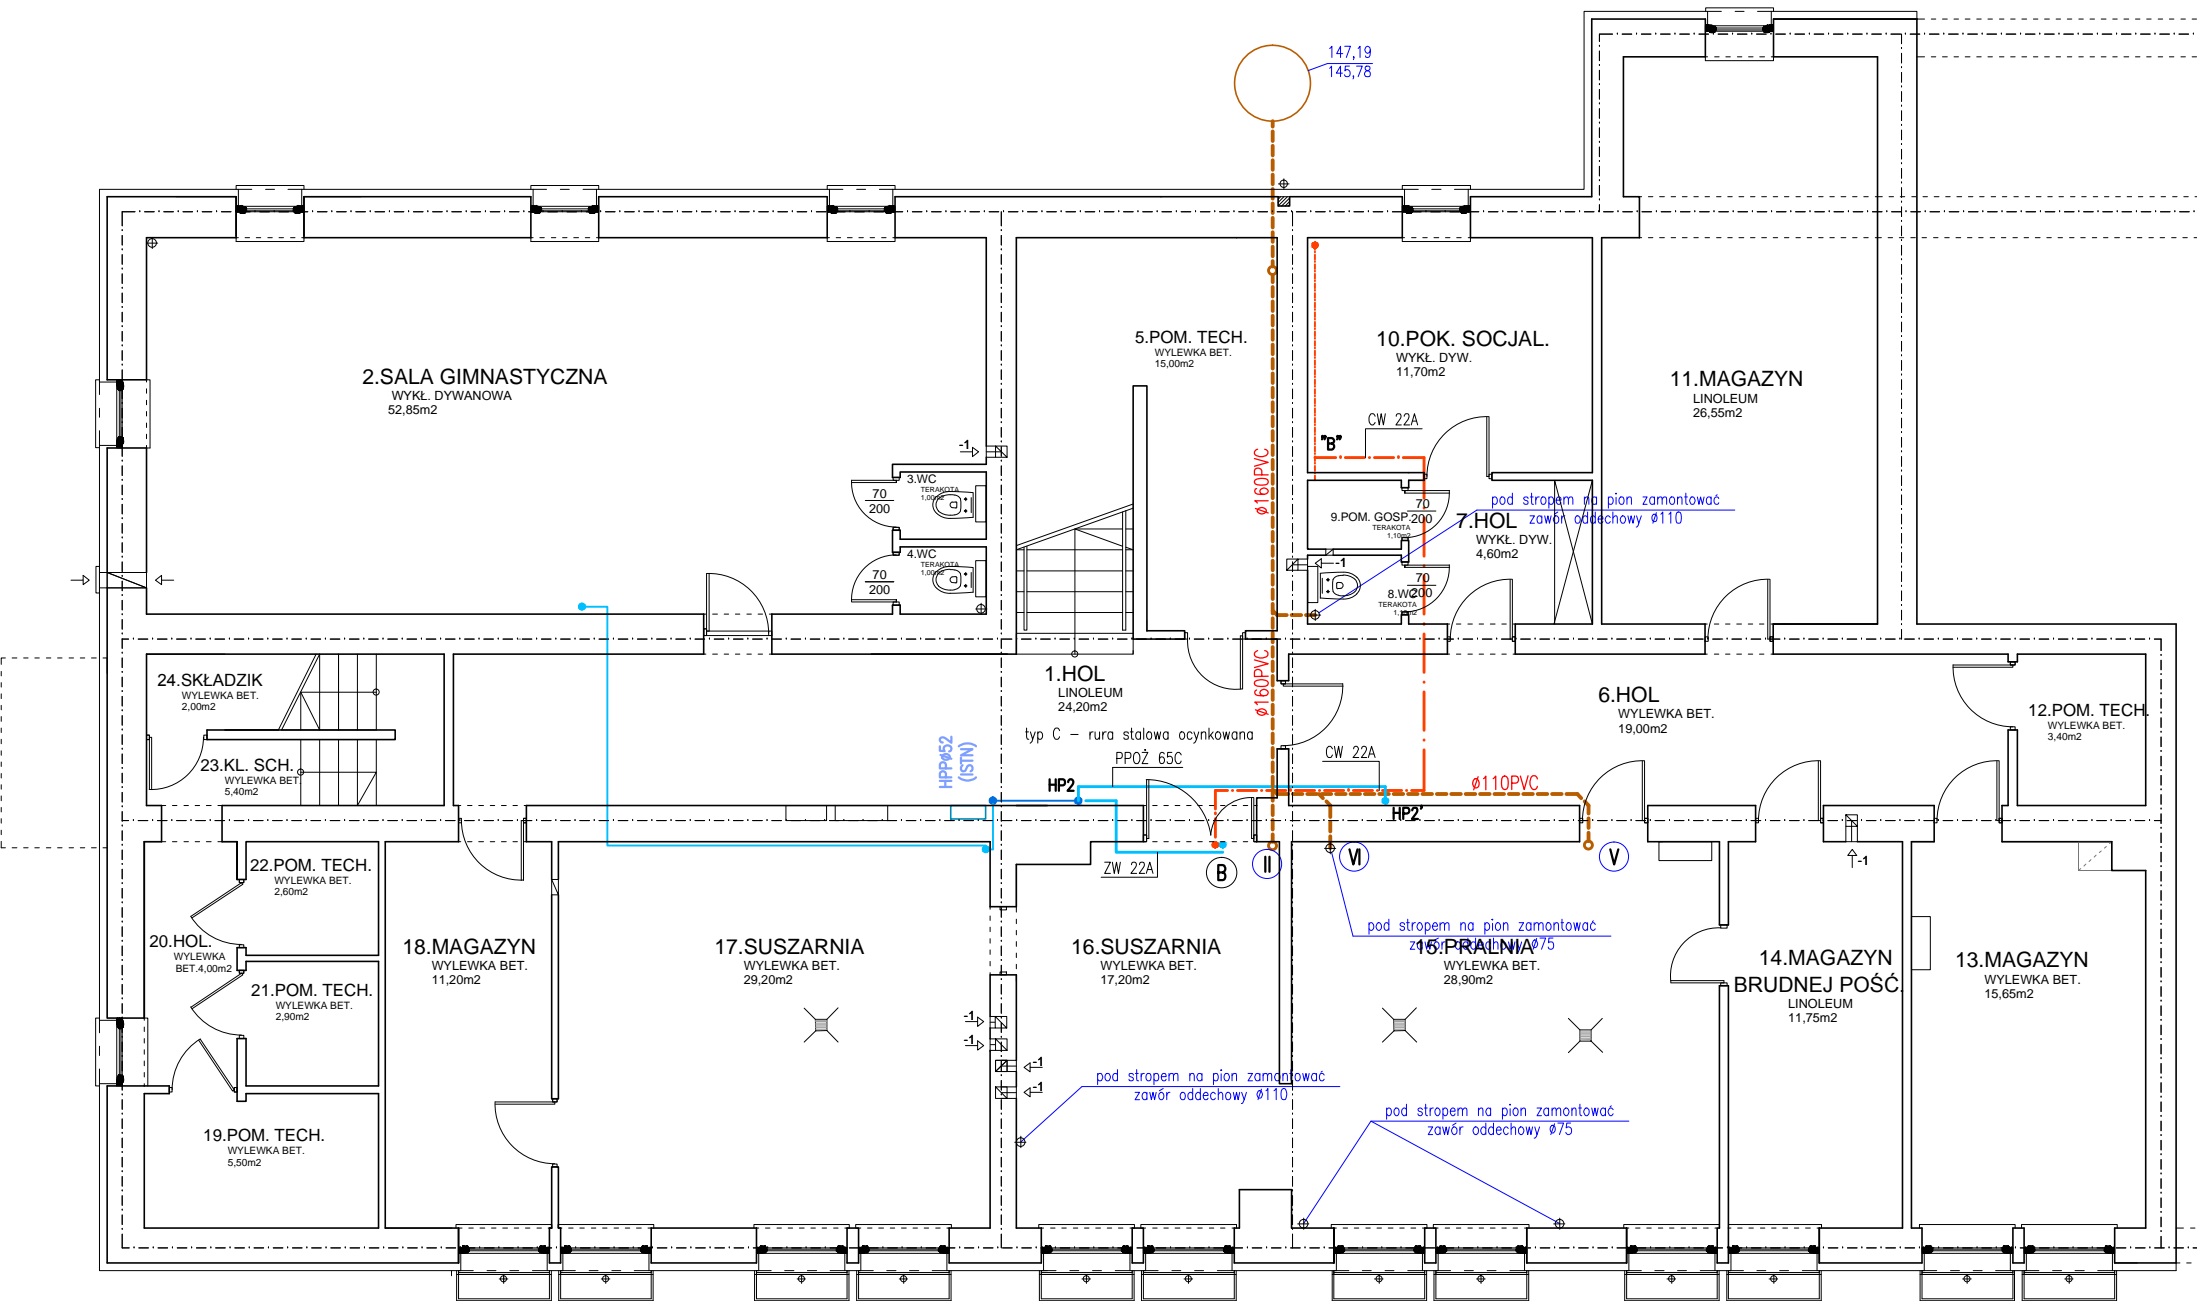 147,19
145,78
2.SALA GIMNASTYCZNA
WYKŁ. DYWANOWA
52,85m2
5.POM. TECH.
WYLEWKA BET.
15,00m2
10.POK. SOCJAL.
WYKŁ. DYW.
11,70m2
11.MAGAZYN
LINOLEUM
26,55m2
CW 22A
"B"
-1
ø160PVC
3.WC
TERAKOTA
1,00m2
70
200
4.WC
TERAKOTA
1,00m2
70
200
9.POM. GOSP.
TERAKOTA
1,10m2
70
200
7.HOL
WYKŁ. DYW.
4,60m2
pod stropem na pion zamontować
zawór oddechowy ø110
-1
8.WC
TERAKOTA
70
200
24.SKŁADZIK
WYLEWKA BET.
2,00m2
23.KL. SCH.
WYLEWKA BET.
5,40m2
1.HOL
LINOLEUM
24,20m2
ø160PVC
6.HOL
WYLEWKA BET.
19,00m2
12.POM. TECH.
WYLEWKA BET.
3,40m2
typ C – rura stalowa ocynkowana
PPOŻ 65C
CW 22A
HPPø52
(ISTN)
HP2
HP2'
ø110PVC
ZW 22A
B
II
VI
V
-1
22.POM. TECH.
WYLEWKA BET.
2,60m2
20.HOL.
WYLEWKA
BET.4,00m2
21.POM. TECH.
WYLEWKA BET.
2,90m2
19.POM. TECH.
WYLEWKA BET.
5,50m2
18.MAGAZYN
WYLEWKA BET.
11,20m2
17.SUSZARNIA
WYLEWKA BET.
29,20m2
16.SUSZARNIA
WYLEWKA BET.
17,20m2
pod stropem na pion zamontować
zawór oddechowy ø75
15.PRALNIA
WYLEWKA BET.
28,90m2
14.MAGAZYN
BRUDNEJ POŚĆ.
LINOLEUM
11,75m2
13.MAGAZYN
WYLEWKA BET.
15,65m2
-1
-1
-1
-1
pod stropem na pion zamontować
zawór oddechowy ø110
pod stropem na pion zamontować
zawór oddechowy ø75